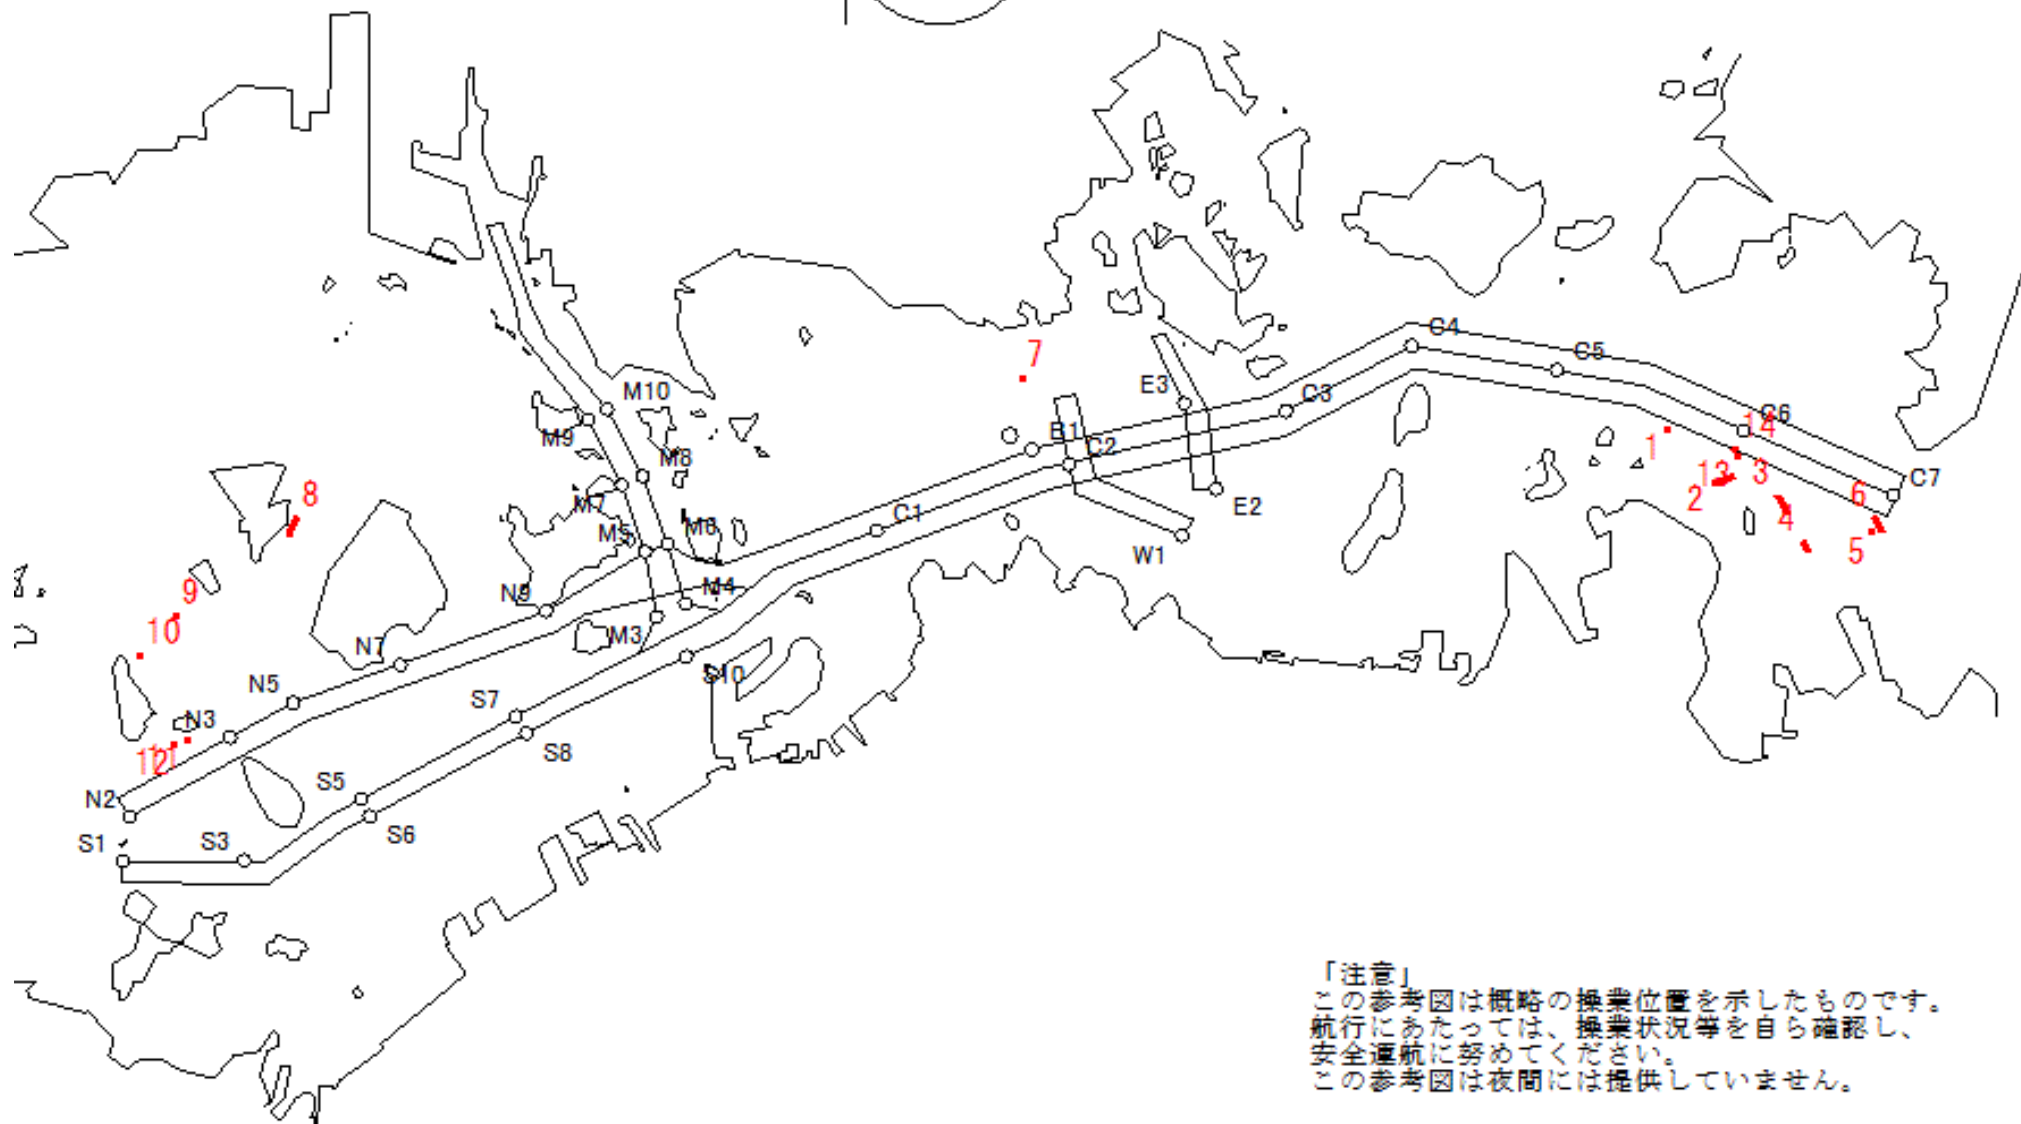 7
C4
C5
E3
M10
C3
C6
14
B1
1
M9
C2
M8
13
3
C7
2
6
8
M7
E2
C1
4
M5
M6
W1
5
9
N9
M4
10
M3
N7
S10
N5
S7
N3
S8
12
11
S5
N2
S6
S1
S3
「注意」
この参考図は概略の操業位置を示したものです。
航行にあたっては、操業状況等を自ら確認し、
安全運航に努めてください。
この参考図は夜間には提供していません。